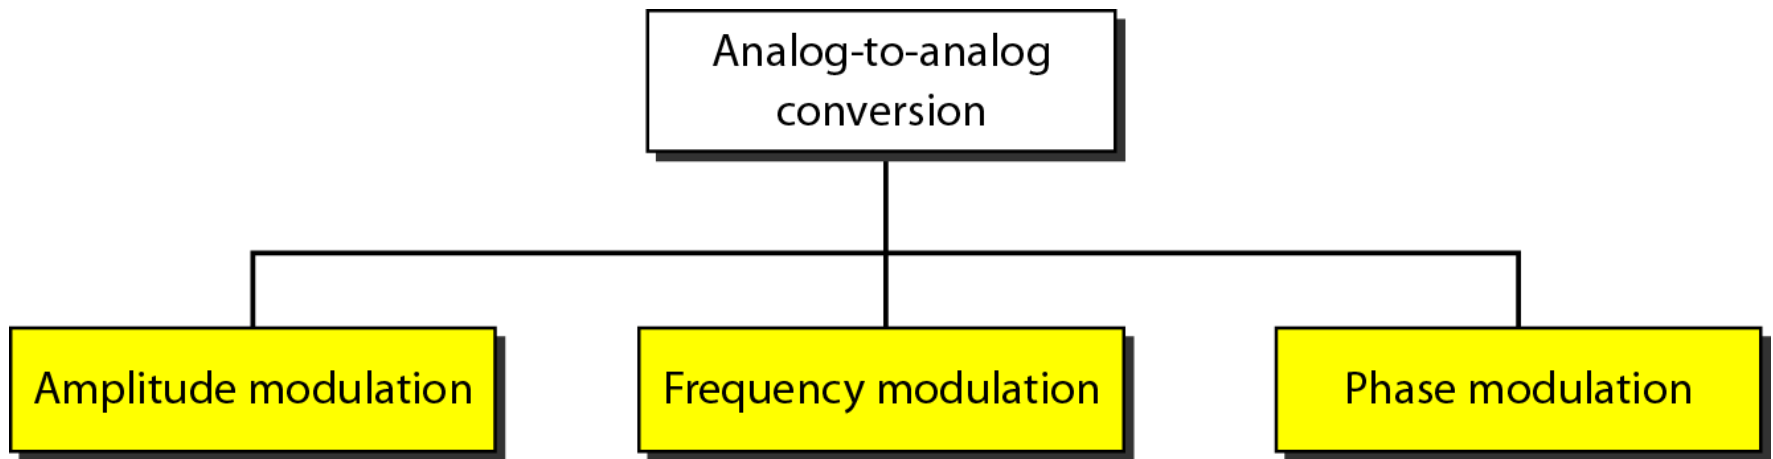 Analog-to-analog
conversion
Amplitude modulation
Frequency modulation
Phase modulation